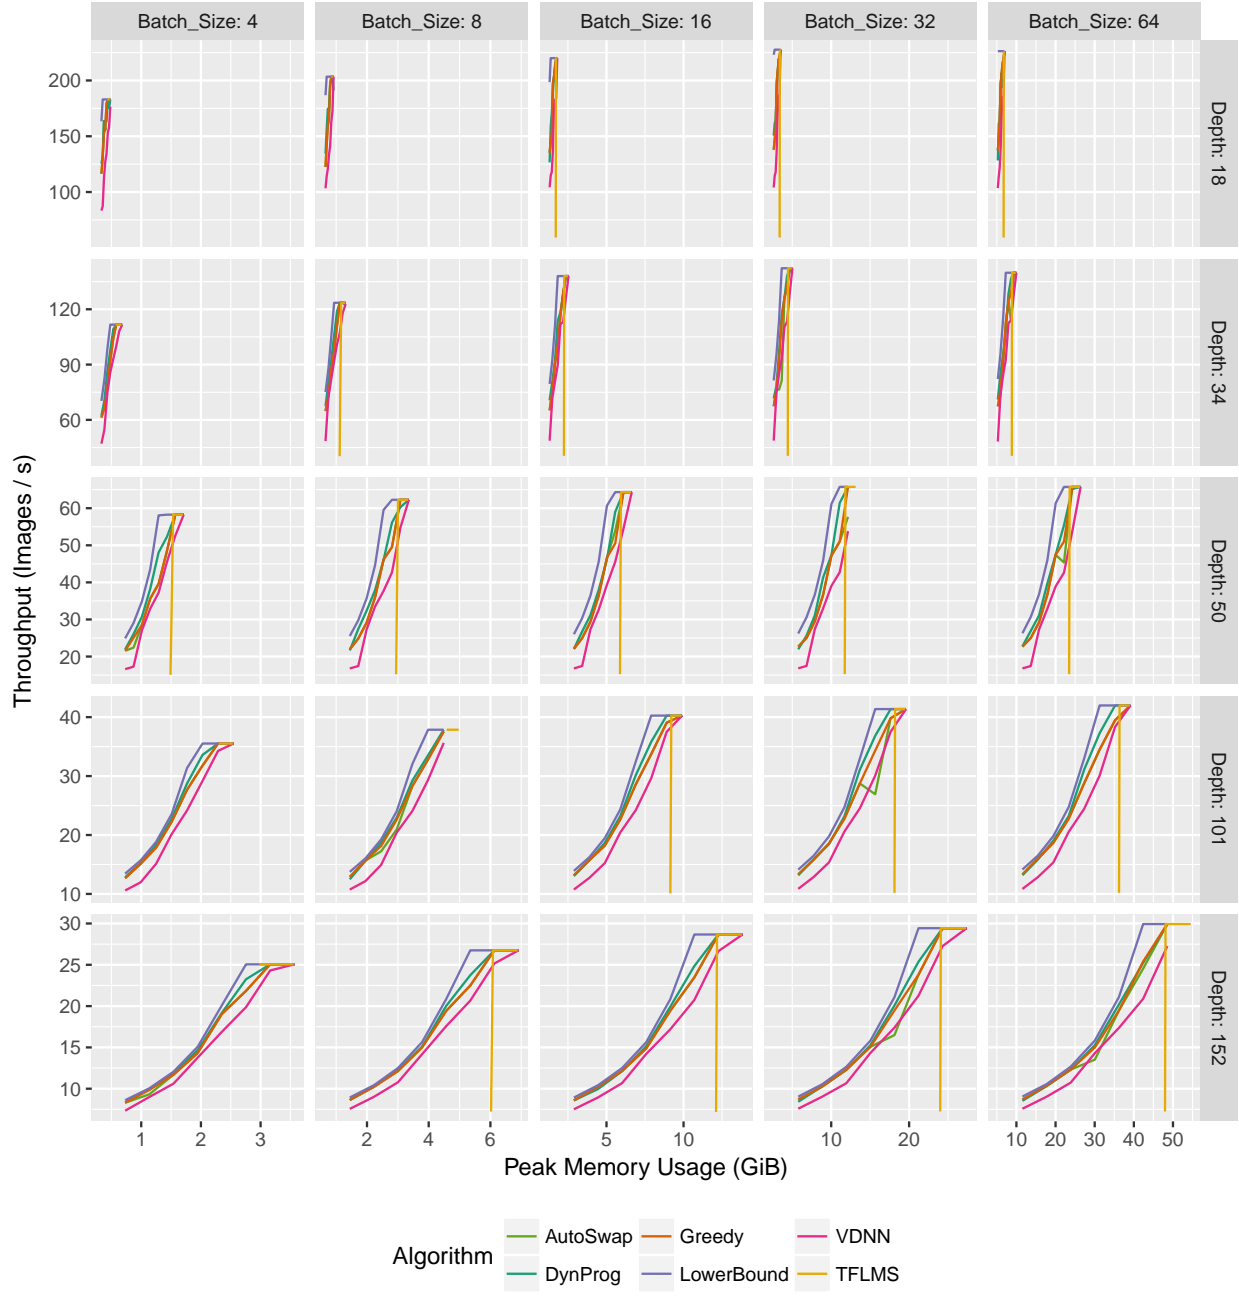 Batch_Size: 4 Batch_Size: 8 Batch_Size: 16 Batch_Size: 32 Batch_Size: 64
200
150
100
Depth: 18
120
90
60
Depth: 34
60
50
40
30
20
Depth: 50
40
30
20
10
Depth: 101
30
25
20
15
10
Depth: 152
Throughput (Images / s)
1 2 3 2 4 6 5 10 10 20 10 20 30 40 50
Peak Memory Usage (GiB)
Algorithm
AutoSwap Greedy VDNN
DynProg LowerBound TFLMS